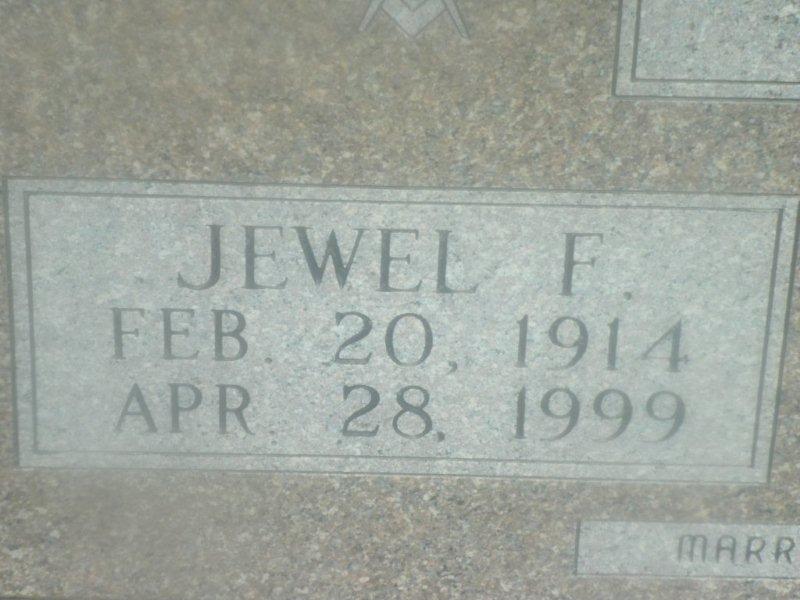 JEWEL F.
FEB. 20, 1914
APR 28, 1999
MARR